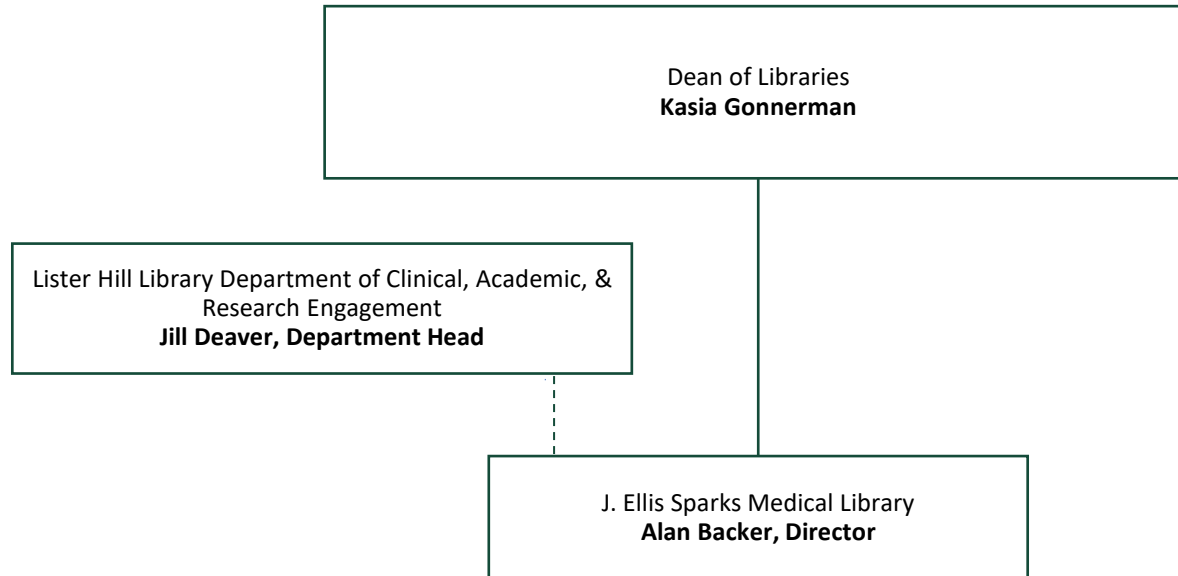 Dean of Libraries
Kasia Gonnerman
Lister Hill Library Department of Clinical, Academic, &
Research Engagement
Jill Deaver, Department Head
J. Ellis Sparks Medical Library
Alan Backer, Director